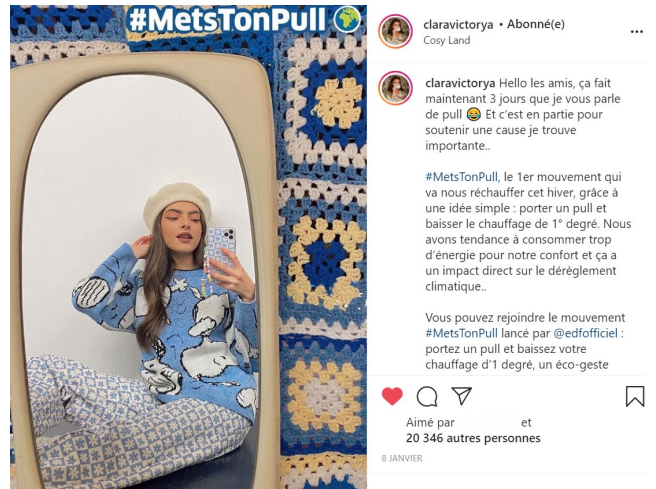 #MetsTonPull
claravictorya • Abonné(e)
Cosy Land
claravictorya Hello les amis, ça fait
maintenant 3 jours que je vous parle
de pull 😂 Et c'est en partie pour
soutenir une cause je trouve
importante..
#MetsTonPull, le 1er mouvement qui
va nous réchauffer cet hiver, grâce à
une idée simple : porter un pull et
baisser le chauffage de 1° degré. Nous
avons tendance à consommer trop
d'énergie pour notre confort et ça a
un impact direct sur le dérèglement
climatique..
Vous pouvez rejoindre le mouvement
#MetsTonPull lancé par @edfofficiel :
portez un pull et baissez votre
chauffage d'1 degré, un éco-geste
Aimé par et
20 346 autres personnes
8 JANVIER